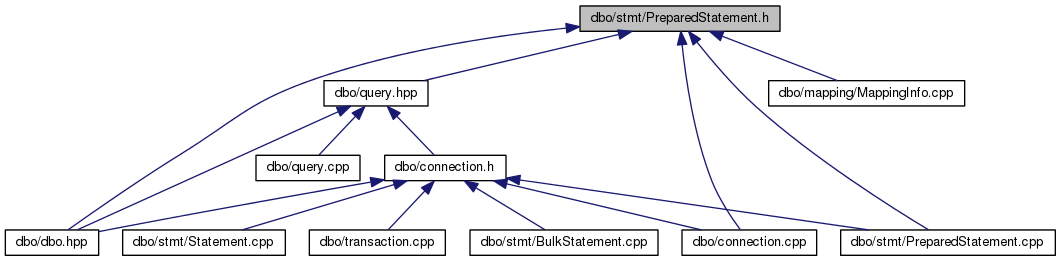 dbo/stmt/PreparedStatement.h
dbo/query.hpp
dbo/mapping/MappingInfo.cpp
dbo/query.cpp
dbo/connection.h
dbo/dbo.hpp
dbo/stmt/Statement.cpp
dbo/transaction.cpp
dbo/stmt/BulkStatement.cpp
dbo/connection.cpp
dbo/stmt/PreparedStatement.cpp